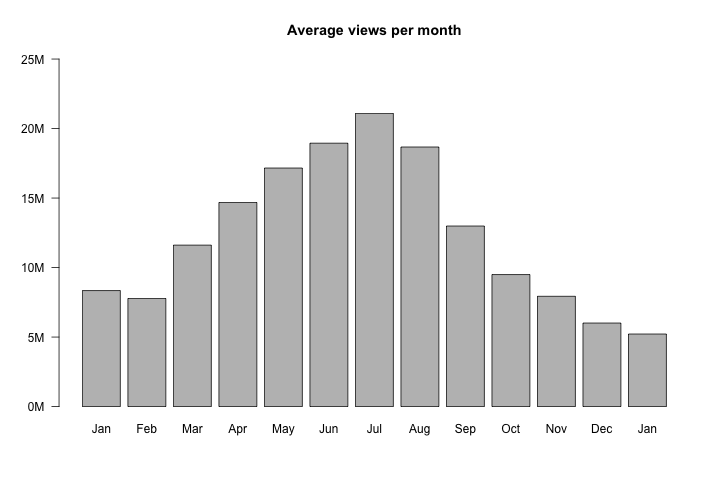 Average views per month
25M
20M
15M
10M
5M
0M
Jan Feb Mar Apr May Jun Jul Aug Sep Oct Nov Dec Jan